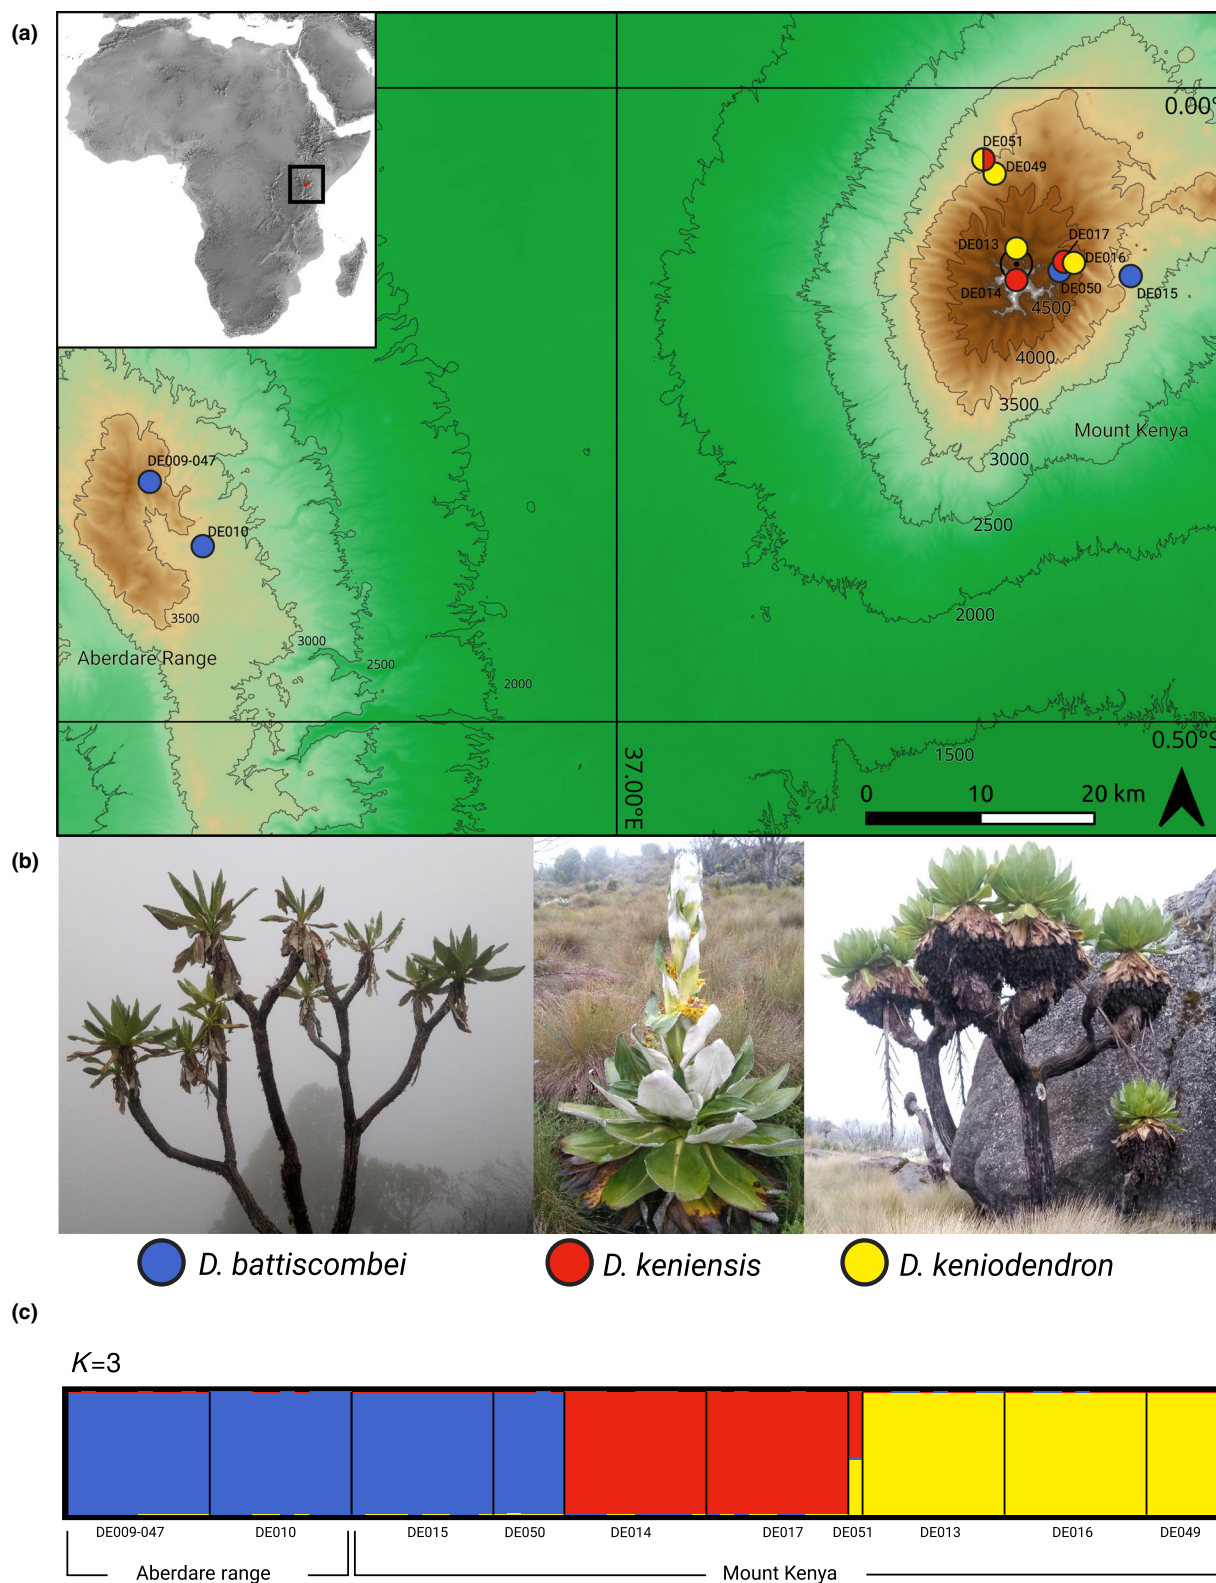 (a)
0.00°S
DE051
DE049
DE017
DE013
DE016
DE014
DE050
DE015
4500
4000
3500
Mount Kenya
3000
2500
2000
1500
DE009-047
DE010
3500
3000
Aberdare Range
2500
2000
37.00°E
0.50°S
0 10 20 km
(b)
D. battiscombei D. keniensis D. keniodendron
(c)
K=3
DE009-047 DE010 DE015 DE050 DE014 DE017 DE051 DE013 DE016 DE049
Aberdare range Mount Kenya